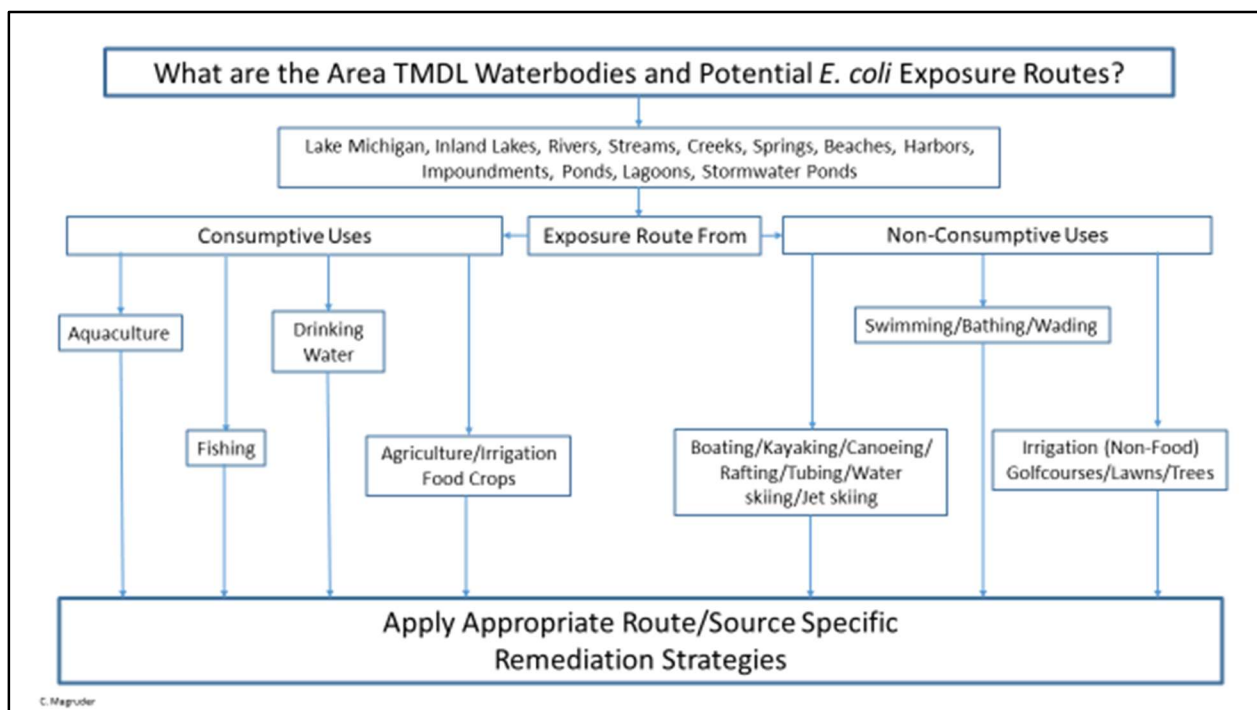 What are the Area TMDL Waterbodies and Potential E. coli Exposure Routes?
Lake Michigan, Inland Lakes, Rivers, Streams, Creeks, Springs, Beaches, Harbors,
Impoundments, Ponds, Lagoons, Stormwater Ponds
Consumptive Uses
Exposure Route From
Non-Consumptive Uses
Aquaculture
Drinking
Water
Swimming/Bathing/Wading
Fishing
Agriculture/Irrigation
Food Crops
Boating/Kayaking/Canoeing/
Rafting/Tubing/Water
skiing/Jet skiing
Irrigation (Non-Food)
Golfcourses/Lawns/Trees
Apply Appropriate Route/Source Specific
Remediation Strategies
C. Magruder